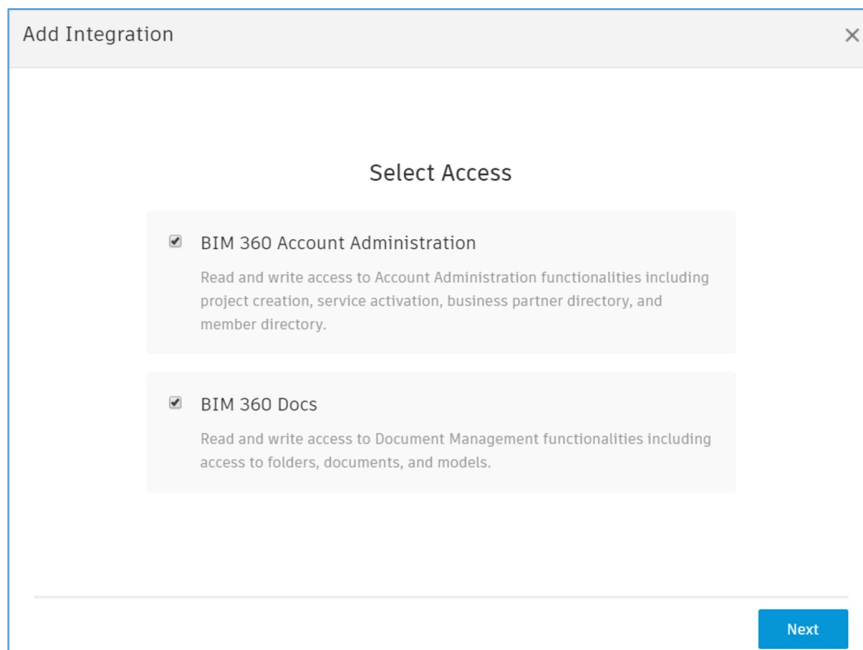 Add Integration
Select Access
BIM 360 Account Administration
Read and write access to Account Administration functionalities including
project creation, service activation, business partner directory, and
member directory.
BIM 360 Docs
Read and write access to Document Management functionalities including
access to folders, documents, and models.
Next